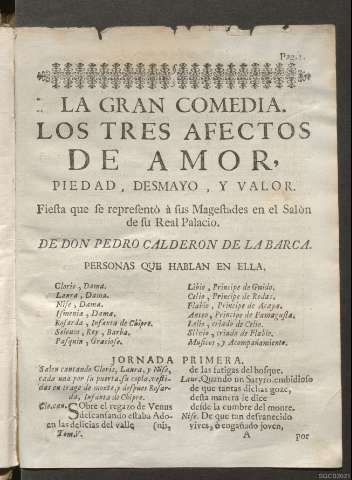 Pag. 1.
LA GRAN COMEDIA.
LOS TRES AFECTOS
DE AMOR,
PIEDAD, DESMAYO, Y VALOR.
Fiesta que se representò à sus Magestades en el Salòn
de su Real Palacio.
DE DON PEDRO CALDERON DE LA BARCA.
PERSONAS QUE HABLAN EN ELLA.
Cloris, Dama.
Laura, Dama.
Nise, Dama.
Ismenia, Dama.
Rosarda, Infanta de Chipre.
Seleuco, Rey, Barba.
Pasquin, Gracioso.
Libio, Principe de Gnido.
Celio, Principe de Rodas.
Flabio, Principe de Acaya.
Anteo, Principe de Famagusta.
Lelio, criado de Celio.
Silvio, criado de Flabio.
Musicos, y Acompañamiento.
JORNADA PRIMERA.
Salen cantando Cloris, Laura, y Nise,
cada una por su puerta, su copla, vesti-
das en trage de monte, y despues Rosar-
da, Infanta de Chipre.
Clo. can. Sobre el regazo de Venus
descansando estaba Ado-
en las delicias del valle (nis,
Tom. V.
de las fatigas del bosque.
Laur. Quando un Satyro embidioso
de que tantas dichas goze,
desta manera le dice
desde la cumbre del monte.
Nise. De que tan desvanecido
vives, ò engañado joven,
A
por